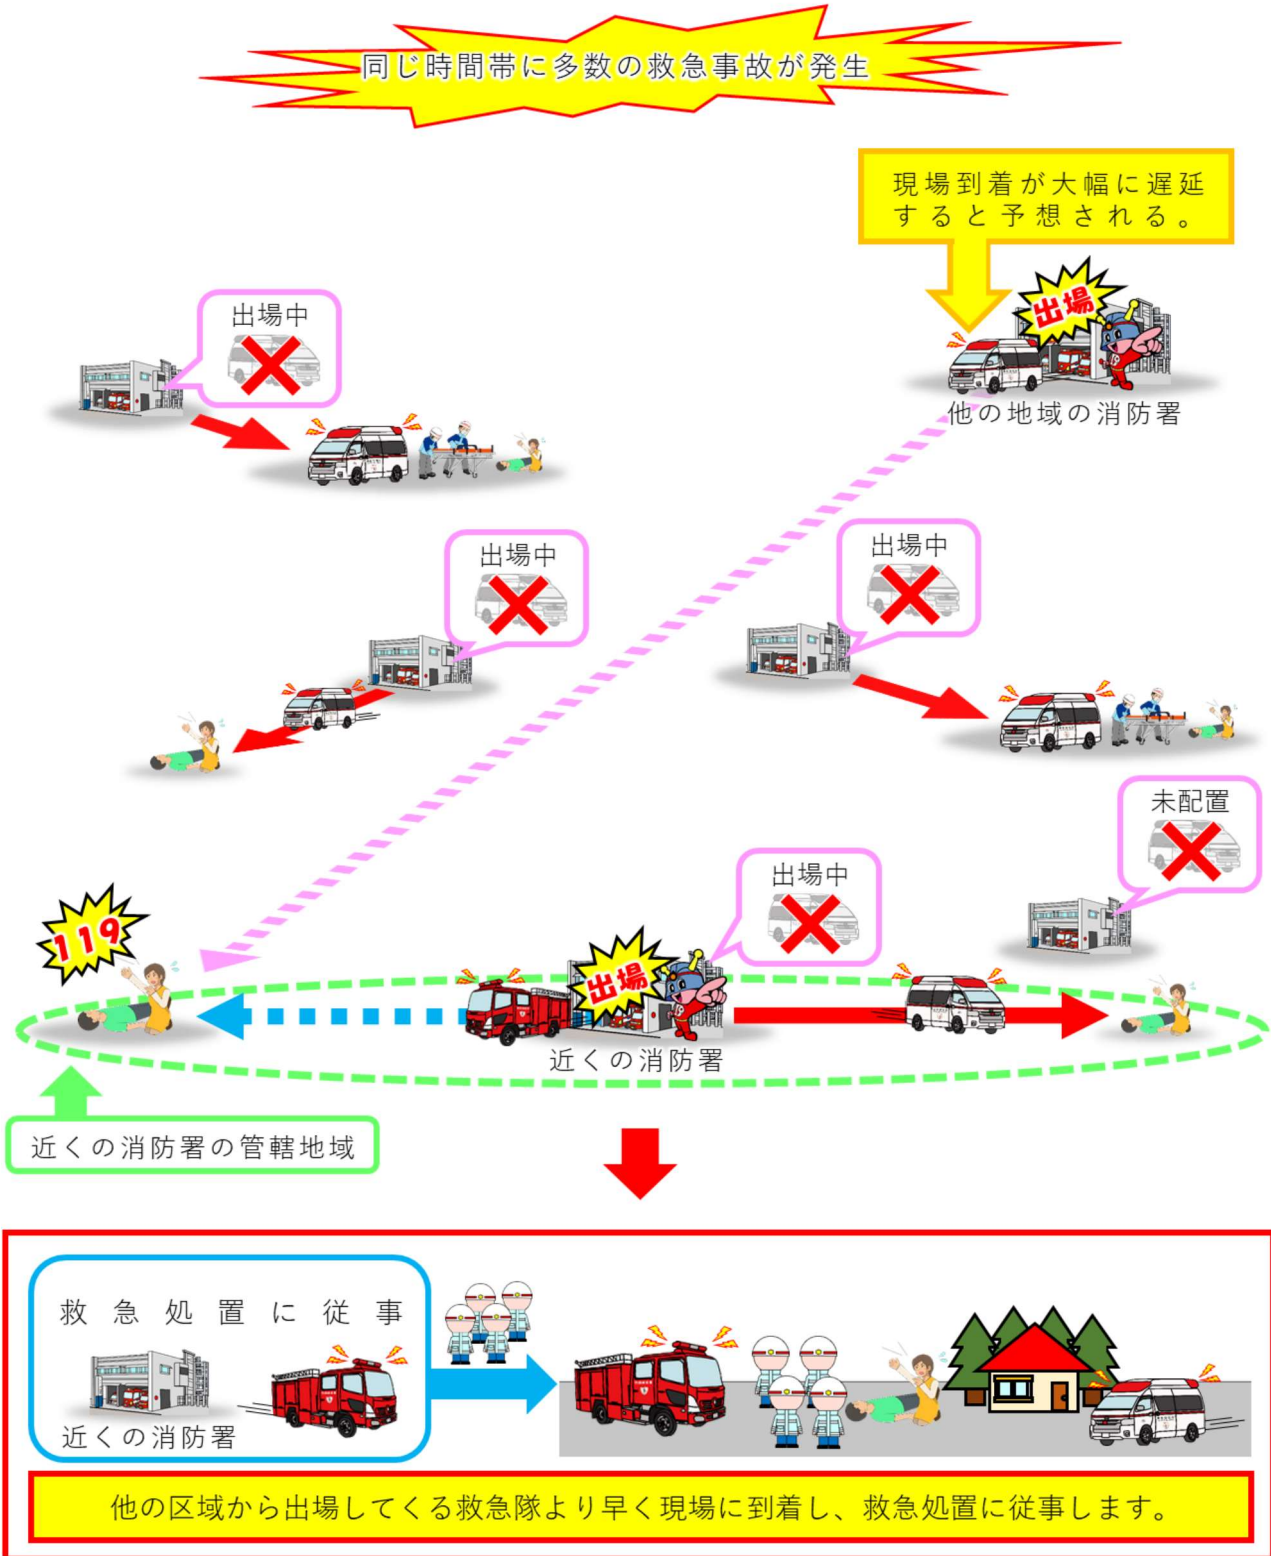 同じ時間帯に多数の救急事故が発生
現場到着が大幅に遅延
すると予想される。
出場中
出場
他の地域の消防署
出場中
出場中
未配置
出場中
119
出場
近くの消防署
近くの消防署の管轄地域
救急処置に従事
近くの消防署
他の区域から出場してくる救急隊より早く現場に到着し、救急処置に従事します。